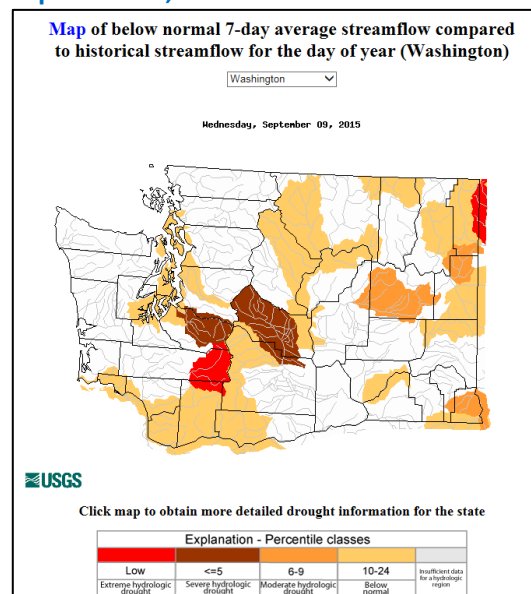 Map of below normal 7-day average streamflow compared
to historical streamflow for the day of year (Washington)
Washington
Wednesday, September 09, 2015
USGS
Click map to obtain more detailed drought information for the state
Explanation - Percentile classes
Low <=5 6-9 10-24 Insufficient data for a hydrologic region
Extreme hydrologic drought Severe hydrologic drought Moderate hydrologic drought Below normal